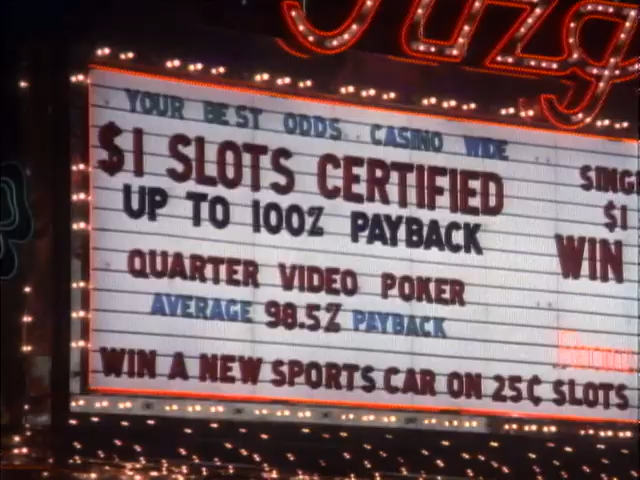 YOUR BEST ODDS CASINO WIDE
$1 SLOTS CERTIFIED
UP TO 100% PAYBACK
QUARTER VIDEO POKER
AVERAGE 98.5% PAYBACK
WIN A NEW SPORTS CAR ON 25¢ SLOTS
$1
WIN